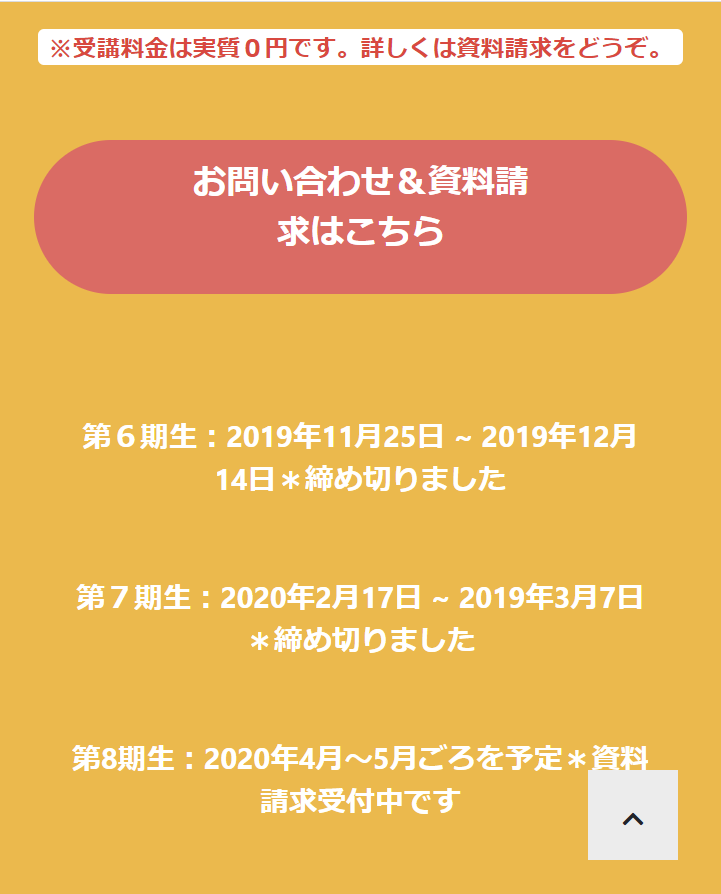 ※受講料金は実質０円です。詳しくは資料請求をどうぞ。
お問い合わせ＆資料請
求はこちら
第６期生：2019年11月25日 ~ 2019年12月
14日＊締め切りました
第７期生：2020年2月17日 ~ 2019年3月7日
＊締め切りました
第8期生：2020年4月〜5月ごろを予定＊資料
請求受付中です